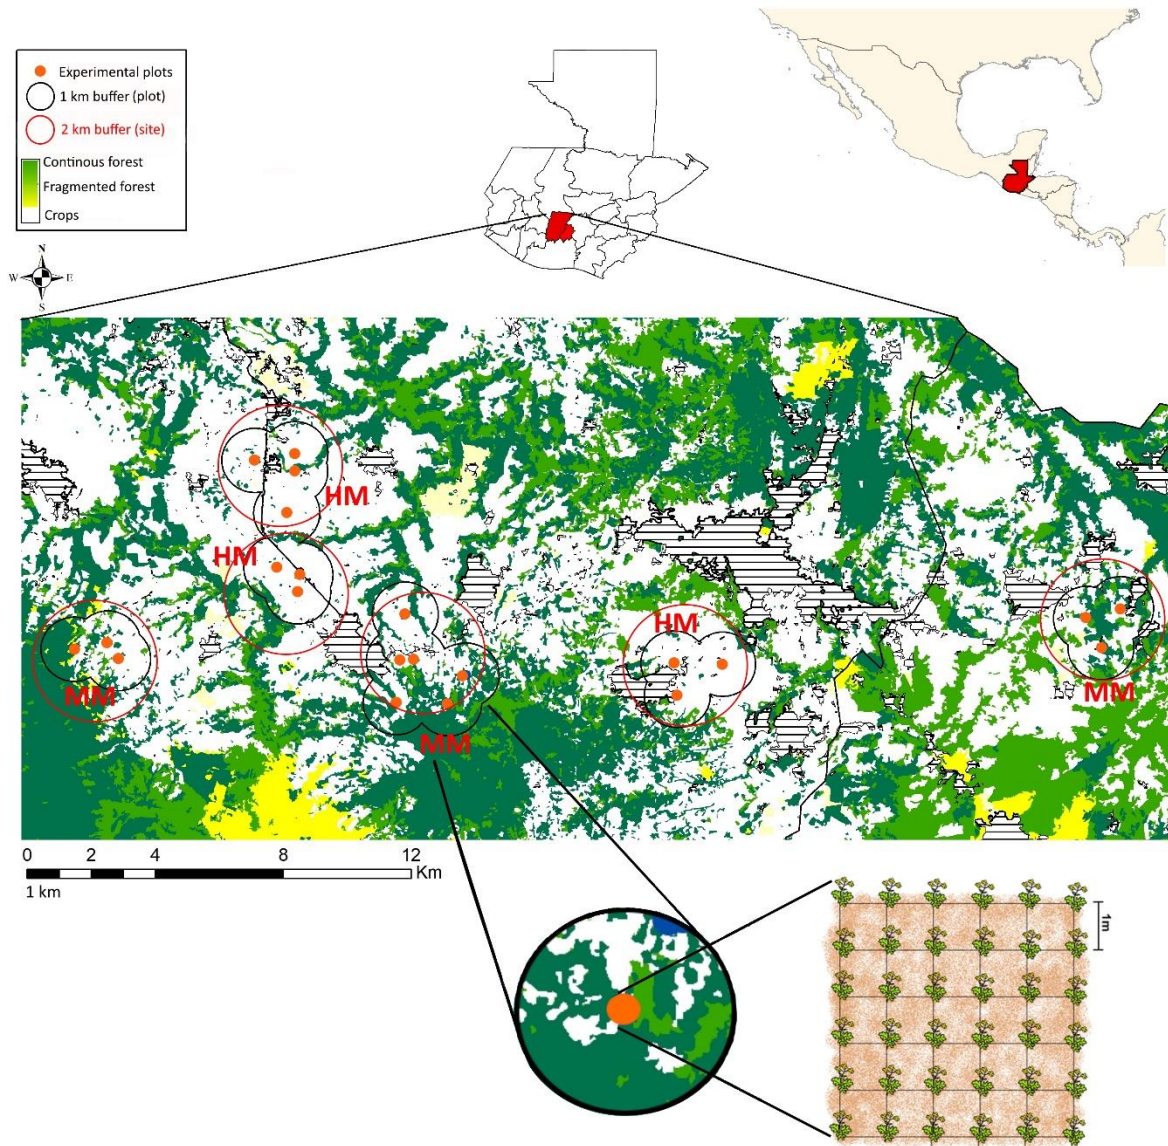 Experimental plots
1 km buffer (plot)
2 km buffer (site)
Continous forest
Fragmented forest
Crops
N
W
E
S
HM
HM
HM
MM
MM
MM
0
2
4
8
12
Km
1 km
1m